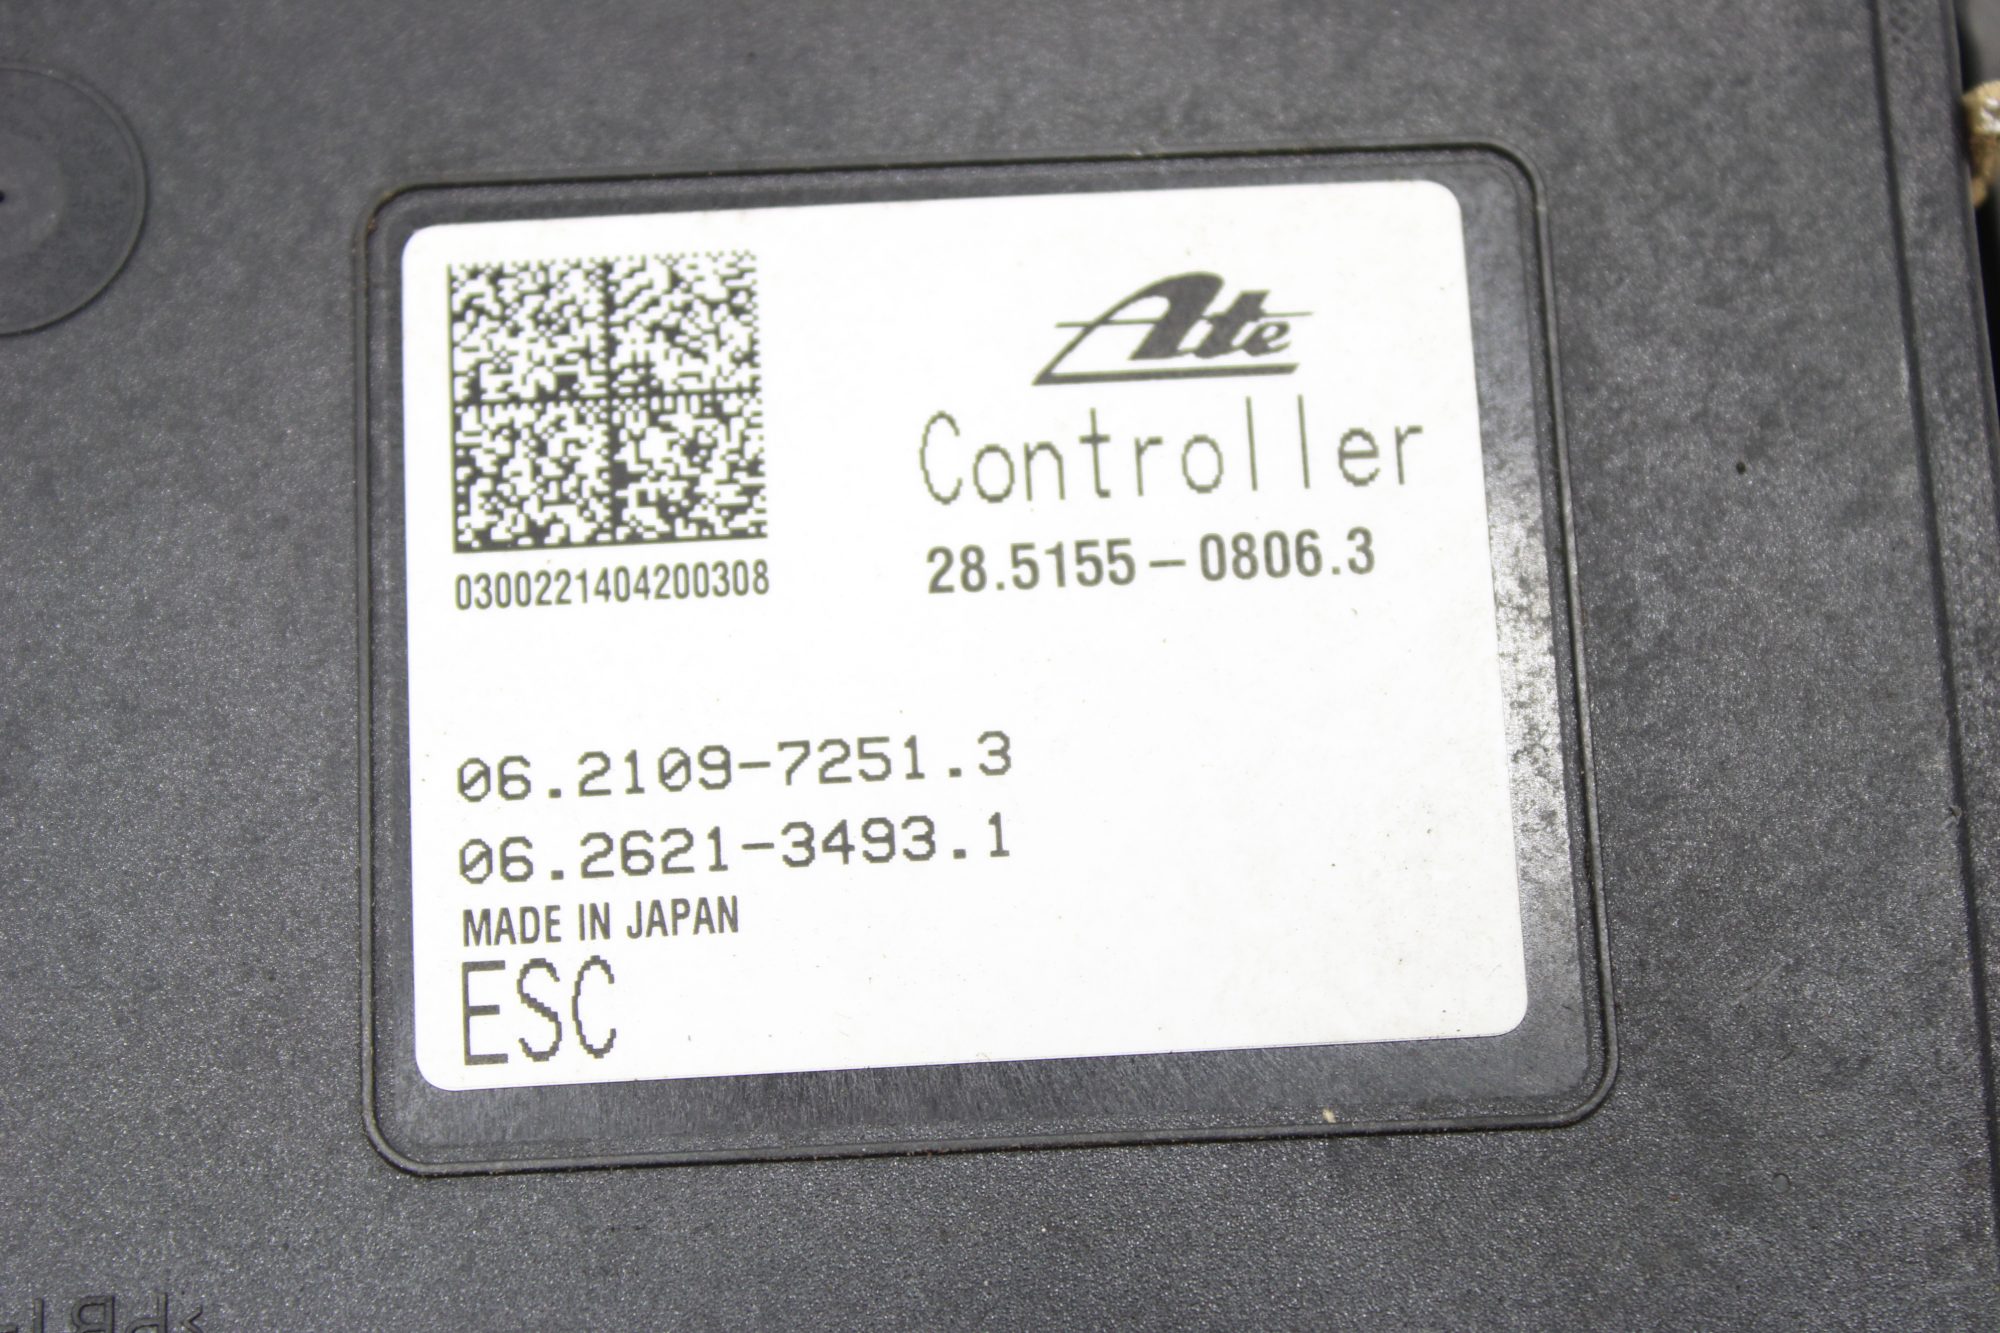 Ate
Controller
28.5155-0806.3
0300221404200308
06.2109-7251.3
06.2621-3493.1
MADE IN JAPAN
ESC